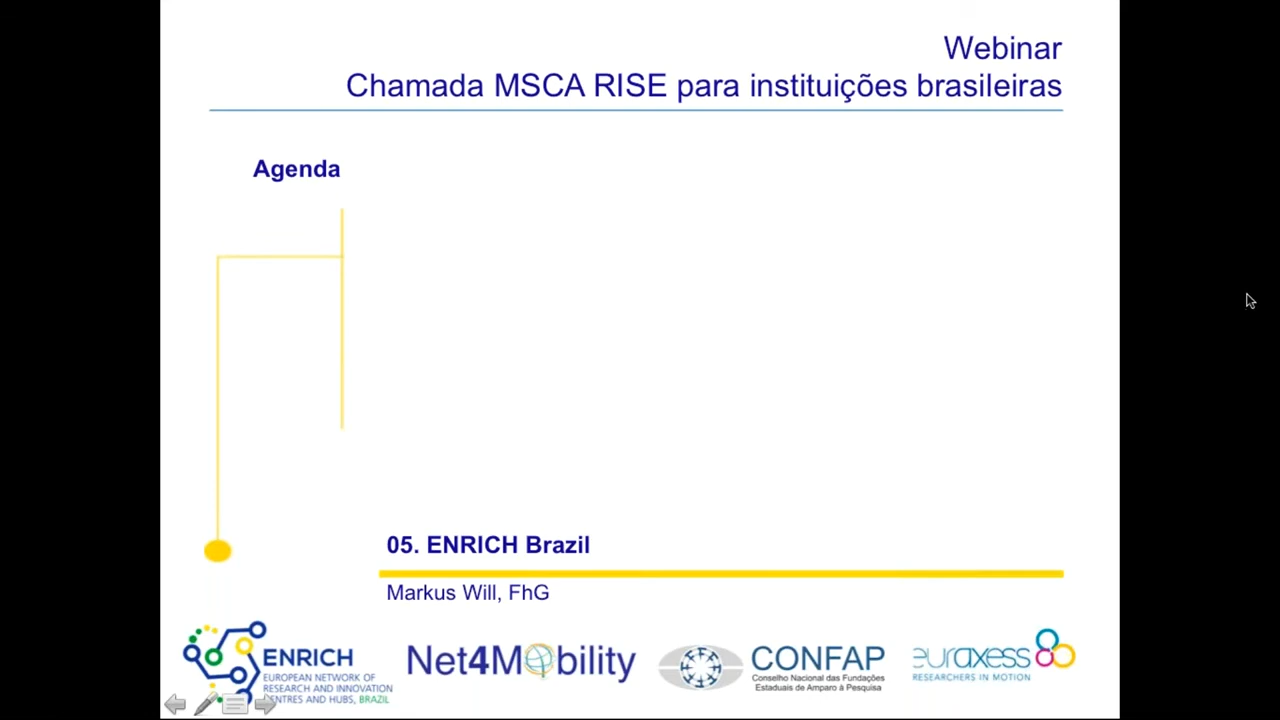 Webinar
Chamada MSCA RISE para instituições brasileiras
Agenda
05. ENRICH Brazil
Markus Will, FhG
ENRICH
EUROPEAN NETWORK OF
RESEARCH AND INNOVATION
CENTRES AND HUBS, BRAZIL
Net4Mobility
CONFAP
Conselho Nacional das Fundações
Estaduais de Amparo à Pesquisa
euraxess
RESEARCHERS IN MOTION